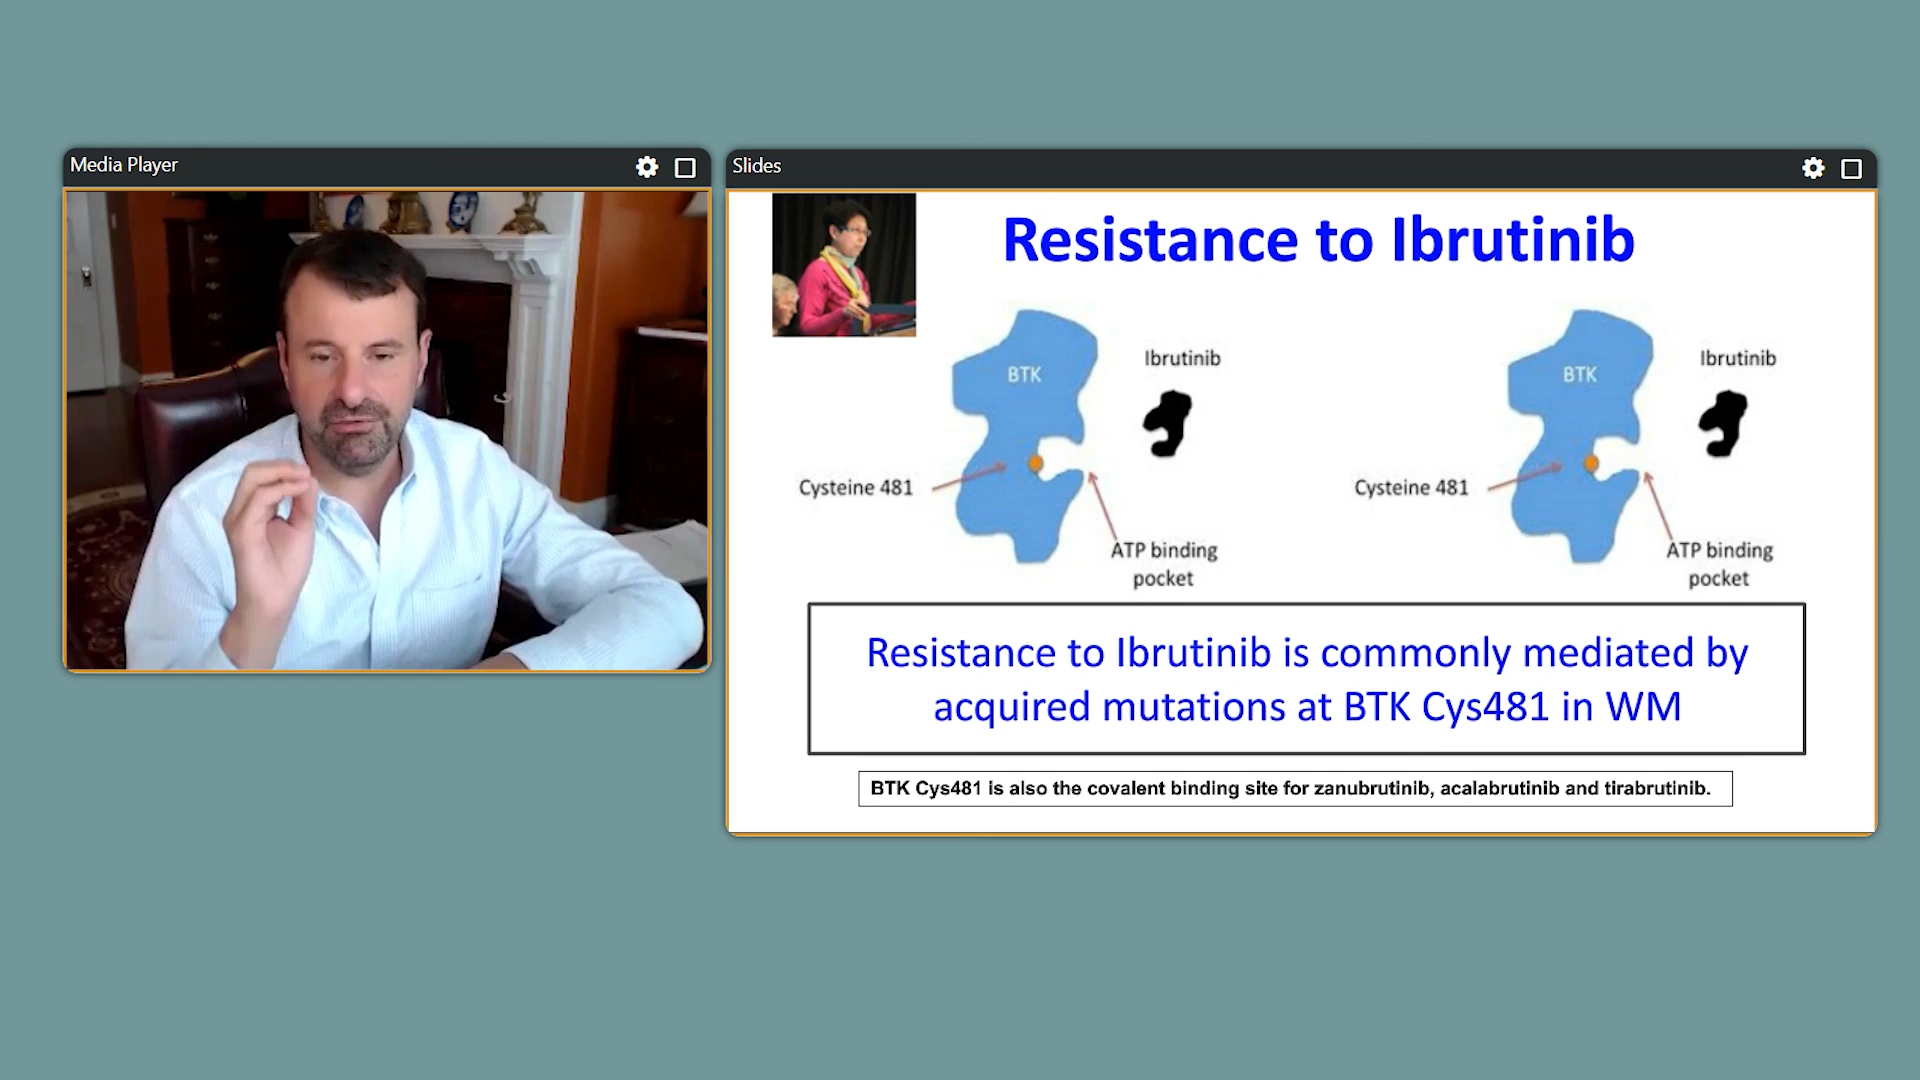 Media Player
Slides
Resistance to Ibrutinib
BTK
Ibrutinib
Cysteine 481
ATP binding
pocket
BTK
Ibrutinib
Cysteine 481
ATP binding
pocket
Resistance to Ibrutinib is commonly mediated by
acquired mutations at BTK Cys481 in WM
BTK Cys481 is also the covalent binding site for zanubrutinib, acalabrutinib and tirabrutinib.